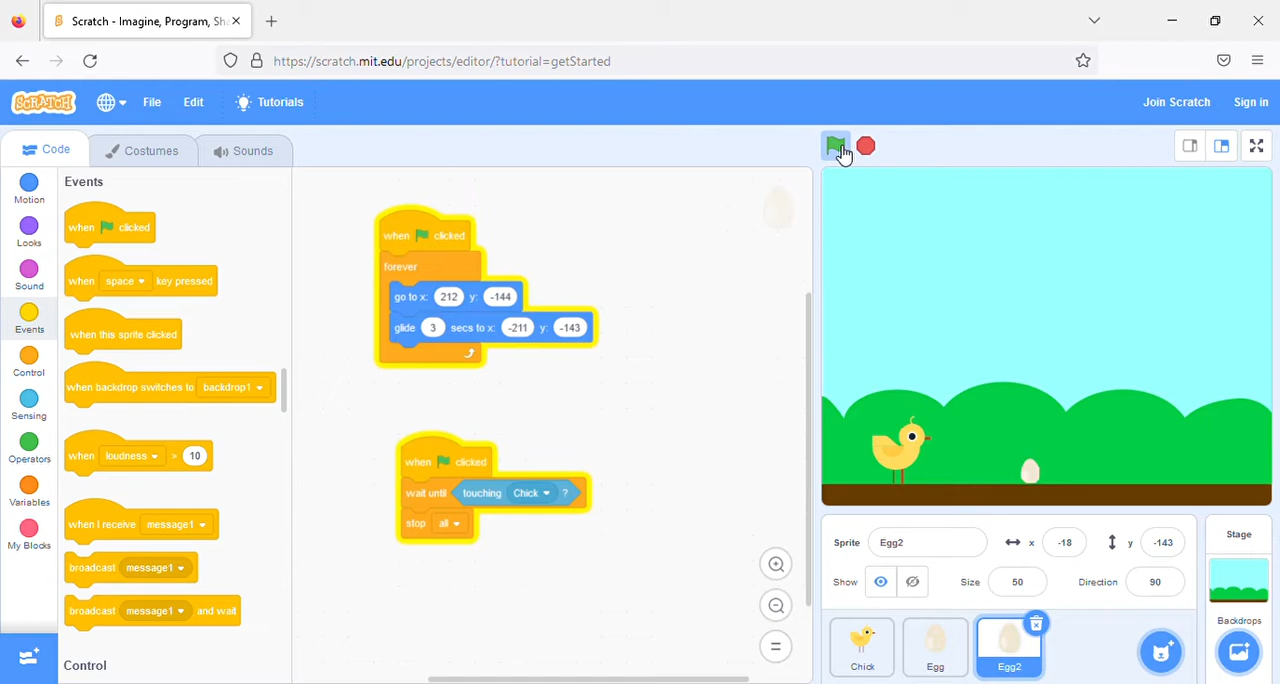 Scratch - Imagine, Program, Sh
https://scratch.mit.edu/projects/editor/?tutorial=getStarted
SCRATCH
File
Edit
Tutorials
Join Scratch
Sign in
Code
Costumes
Sounds
Motion
Looks
Sound
Events
Control
Sensing
Operators
Variables
My Blocks
Events
when clicked
when space key pressed
when this sprite clicked
when backdrop switches to backdrop1
when loudness > 10
when I receive message1
broadcast message1
broadcast message1 and wait
Control
when clicked
forever
go to x: 212 y: -144
glide 3 secs to x: -211 y: -143
when clicked
wait until touching Chick ?
stop all
Sprite Egg2 x -18 y -143
Show Size 50 Direction 90
Chick
Egg
Egg2
Stage
Backdrops